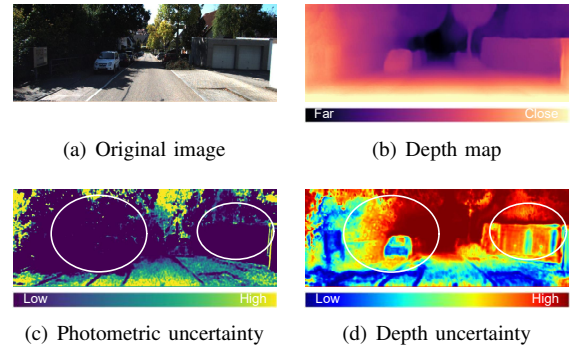 Far Close
(a) Original image (b) Depth map
Low High Low High
(c) Photometric uncertainty (d) Depth uncertainty